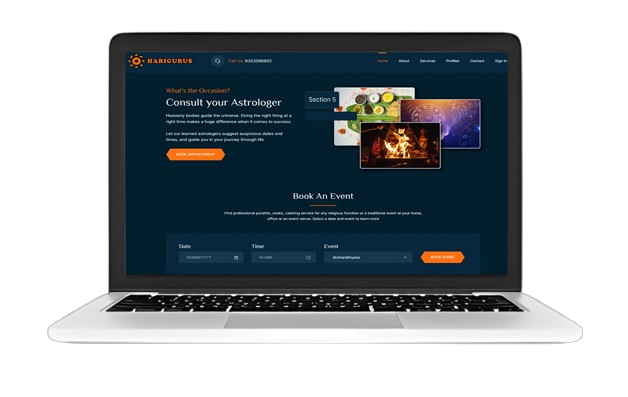 HARIGURUS
Call Us: 9353066802
Home About Services Profiles Contact Sign In
What's the Occasion?
Consult your Astrologer
Heavenly bodies guide the universe. Doing the right thing at a
right time makes a huge difference when it comes to success.
Let our learned astrologers suggest auspicious dates and
times, and guide you in your journey through life.
BOOK APPOINTMENT
Section 5
Book An Event
Find professional purohits, cooks, catering service for any religious function or a traditional event at your home,
office or an event venue. Select a date and event to learn more
Date Time Event
DD/MM/YYYY HH:MM Aksharabhyasa
BOOK EVENT